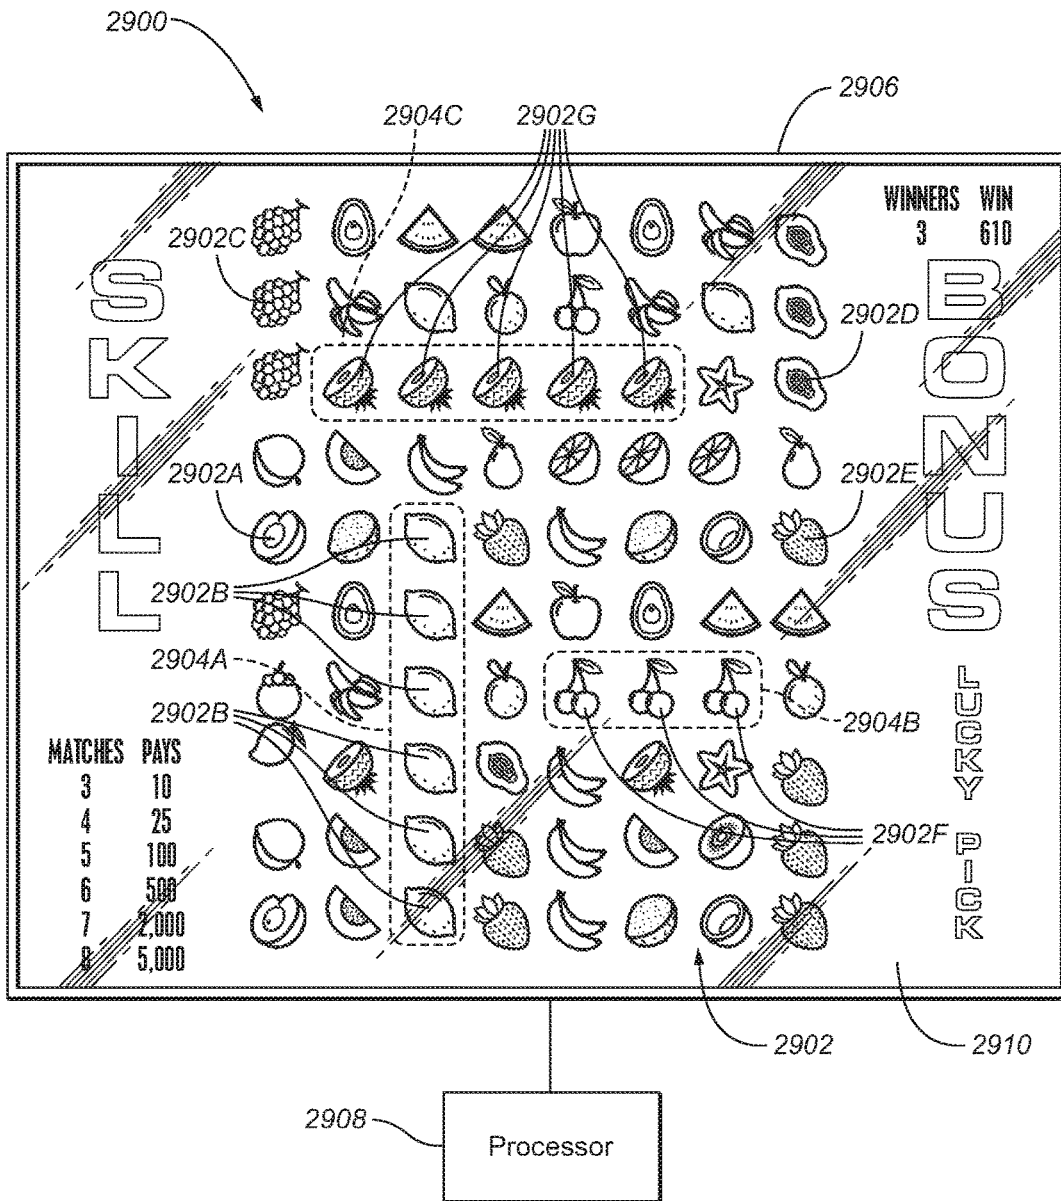 2900
2906
2904C
2902G
WINNERS WIN
3 610
2902C
SKILL
BONUS
2902D
2902A
2902E
2902B
2904A
2902B
2904B
LUCKY PICK
MATCHES PAYS
3 10
4 25
5 100
6 500
7 2,000
8 5,000
2902F
2902
2910
2908
Processor